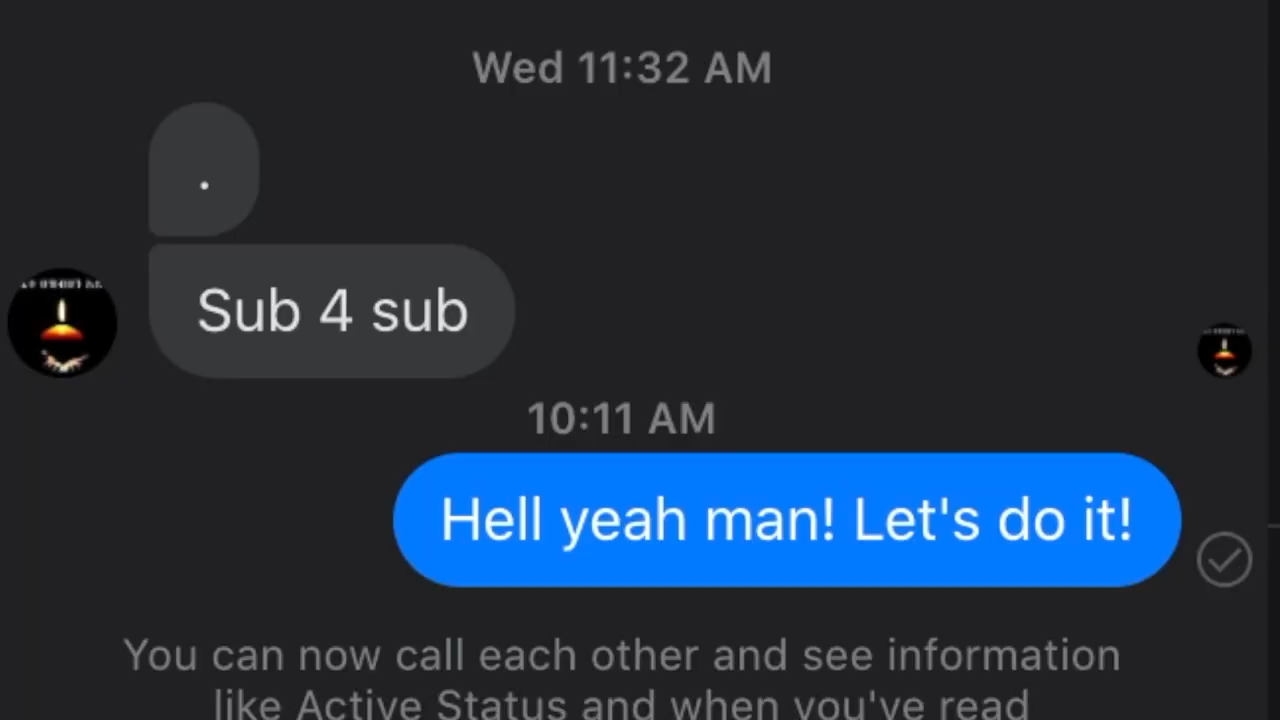 Wed 11:32 AM
.
Sub 4 sub
10:11 AM
Hell yeah man! Let's do it!
You can now call each other and see information
like Active Status and when you've read